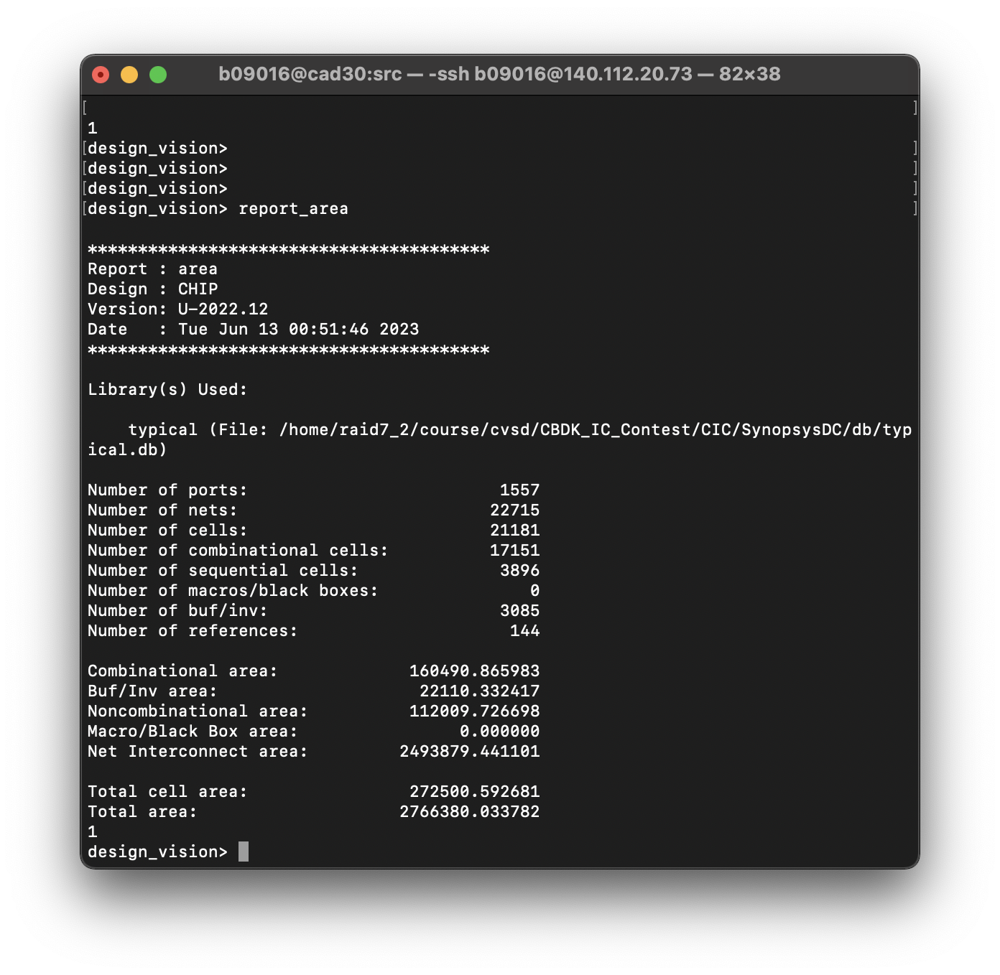 b09016@cad30:src — -ssh b09016@140.112.20.73 — 82×38
[ ]
1
[design_vision> ]
[design_vision> ]
[design_vision> ]
[design_vision> report_area ]
****************************************
Report : area
Design : CHIP
Version: U-2022.12
Date   : Tue Jun 13 00:51:46 2023
****************************************
Library(s) Used:
    typical (File: /home/raid7_2/course/cvsd/CBDK_IC_Contest/CIC/SynopsysDC/db/typ
ical.db)
Number of ports:                         1557
Number of nets:                         22715
Number of cells:                        21181
Number of combinational cells:          17151
Number of sequential cells:              3896
Number of macros/black boxes:               0
Number of buf/inv:                       3085
Number of references:                     144
Combinational area:             160490.865983
Buf/Inv area:                    22110.332417
Noncombinational area:          112009.726698
Macro/Black Box area:                0.000000
Net Interconnect area:         2493879.441101
Total cell area:                272500.592681
Total area:                    2766380.033782
1
design_vision>